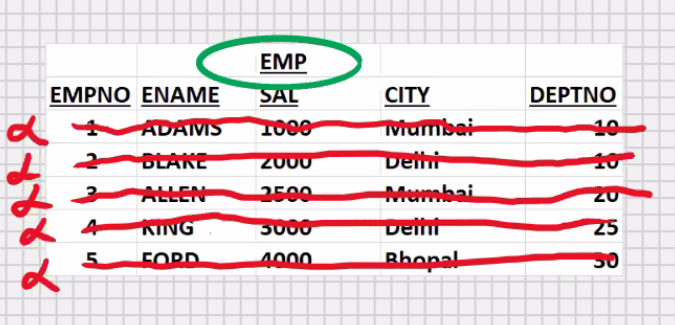 EMP
EMPNO ENAME SAL CITY DEPTNO
1 ADAMS 1000 Mumbai 10
2 BLAKE 2000 Delhi 10
3 ALLEN 2500 Mumbai 20
4 KING 3000 Delhi 25
5 FORD 4000 Bhopal 30